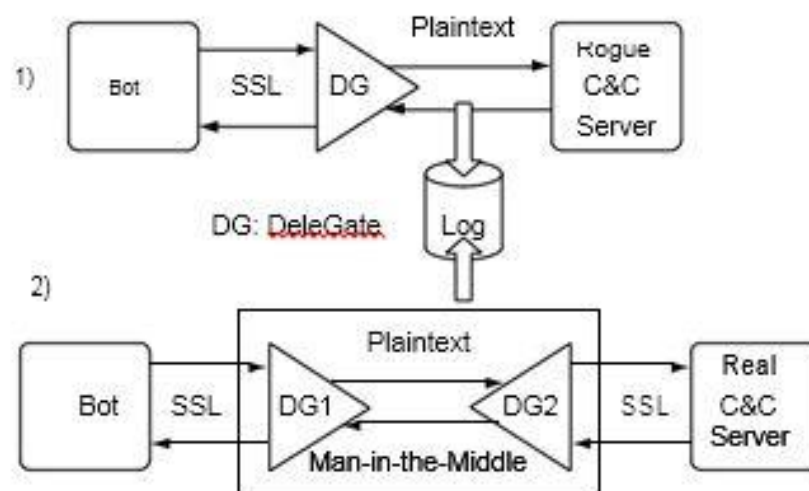 1)
Bot
SSL
DG
Plaintext
Rogue
C&C
Server
DG: DeleGate
Log
2)
Bot
SSL
DG1
Plaintext
DG2
Man-in-the-Middle
SSL
Real
C&C
Server